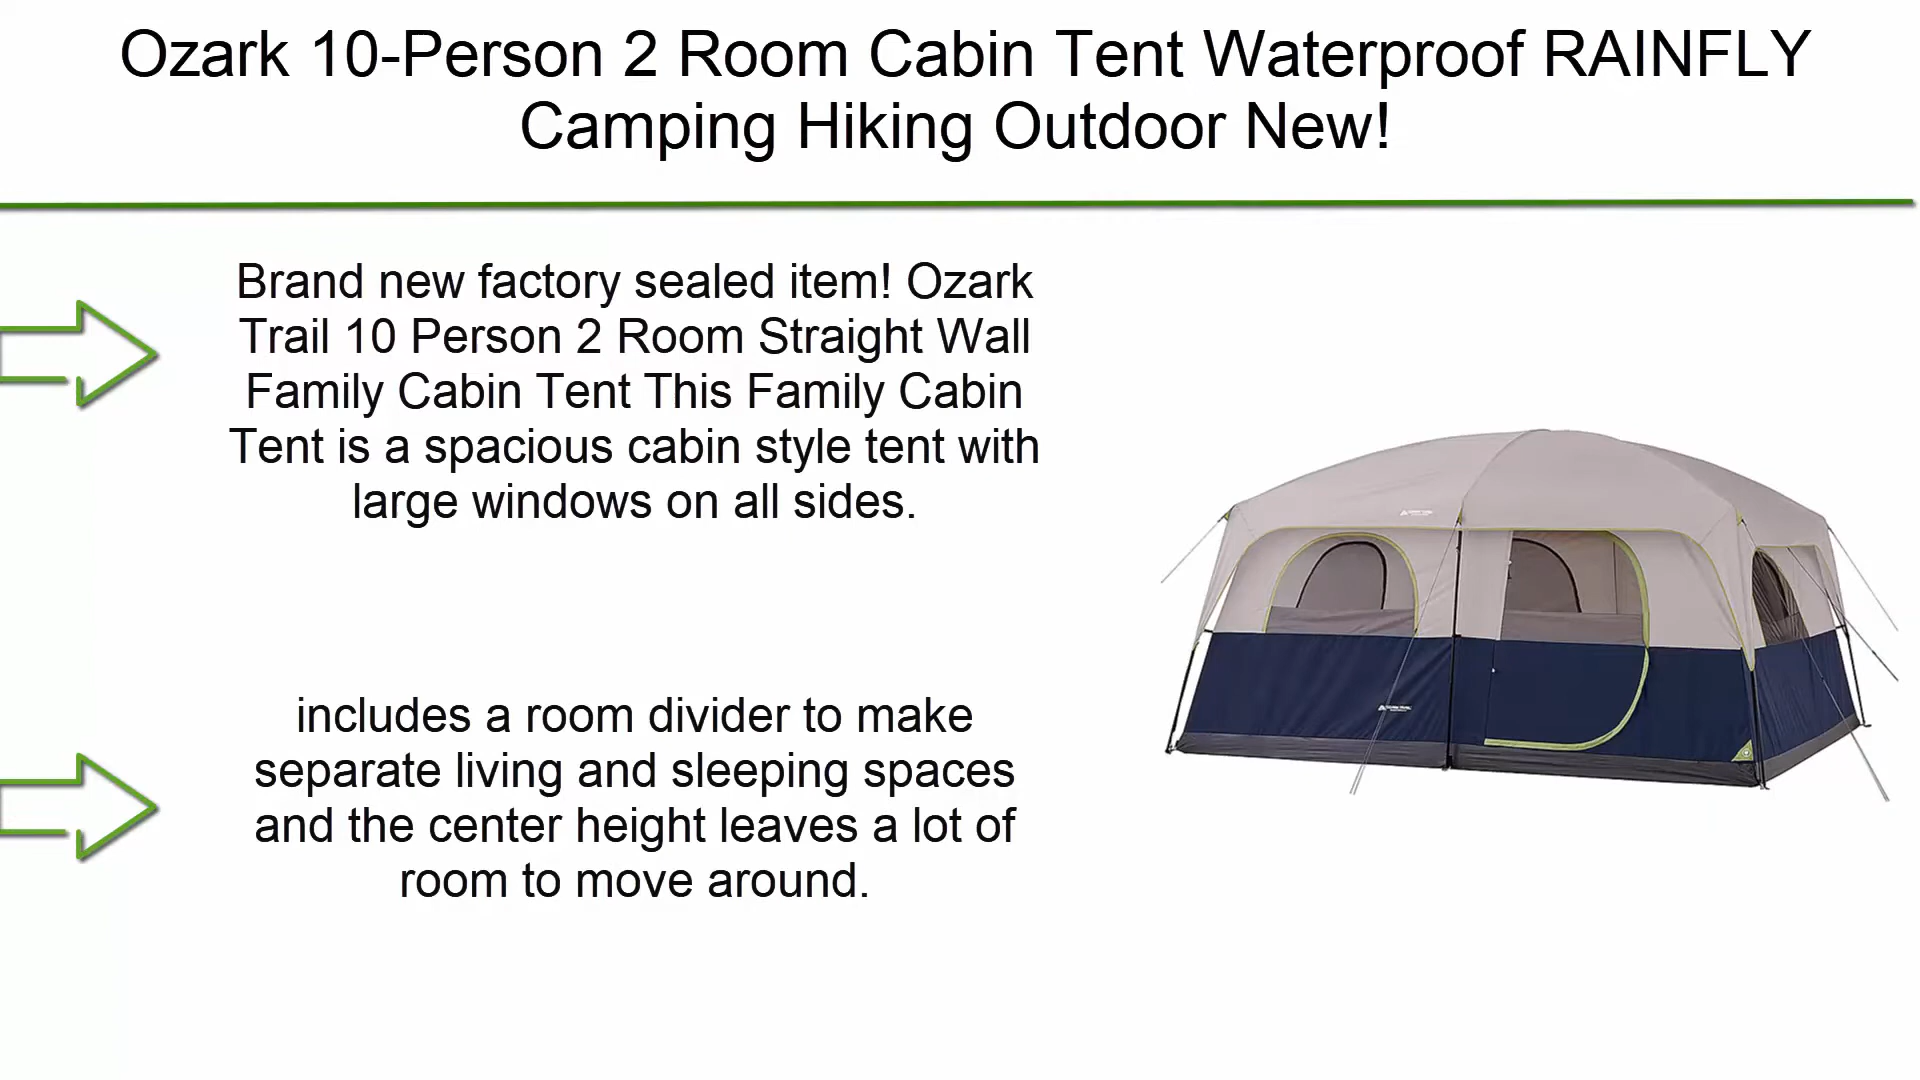 Ozark 10-Person 2 Room Cabin Tent Waterproof RAINFLY
Camping Hiking Outdoor New!
Brand new factory sealed item! Ozark
Trail 10 Person 2 Room Straight Wall
Family Cabin Tent This Family Cabin
Tent is a spacious cabin style tent with
large windows on all sides.
includes a room divider to make
separate living and sleeping spaces
and the center height leaves a lot of
room to move around.